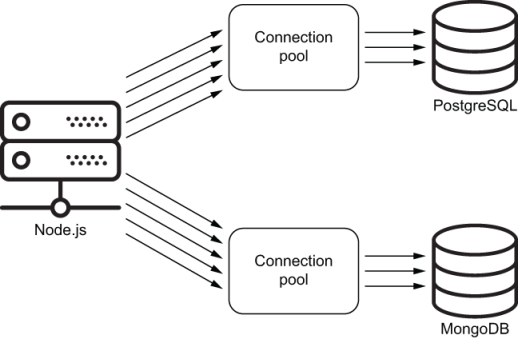 Connection
pool
PostgreSQL
Node.js
Connection
pool
MongoDB